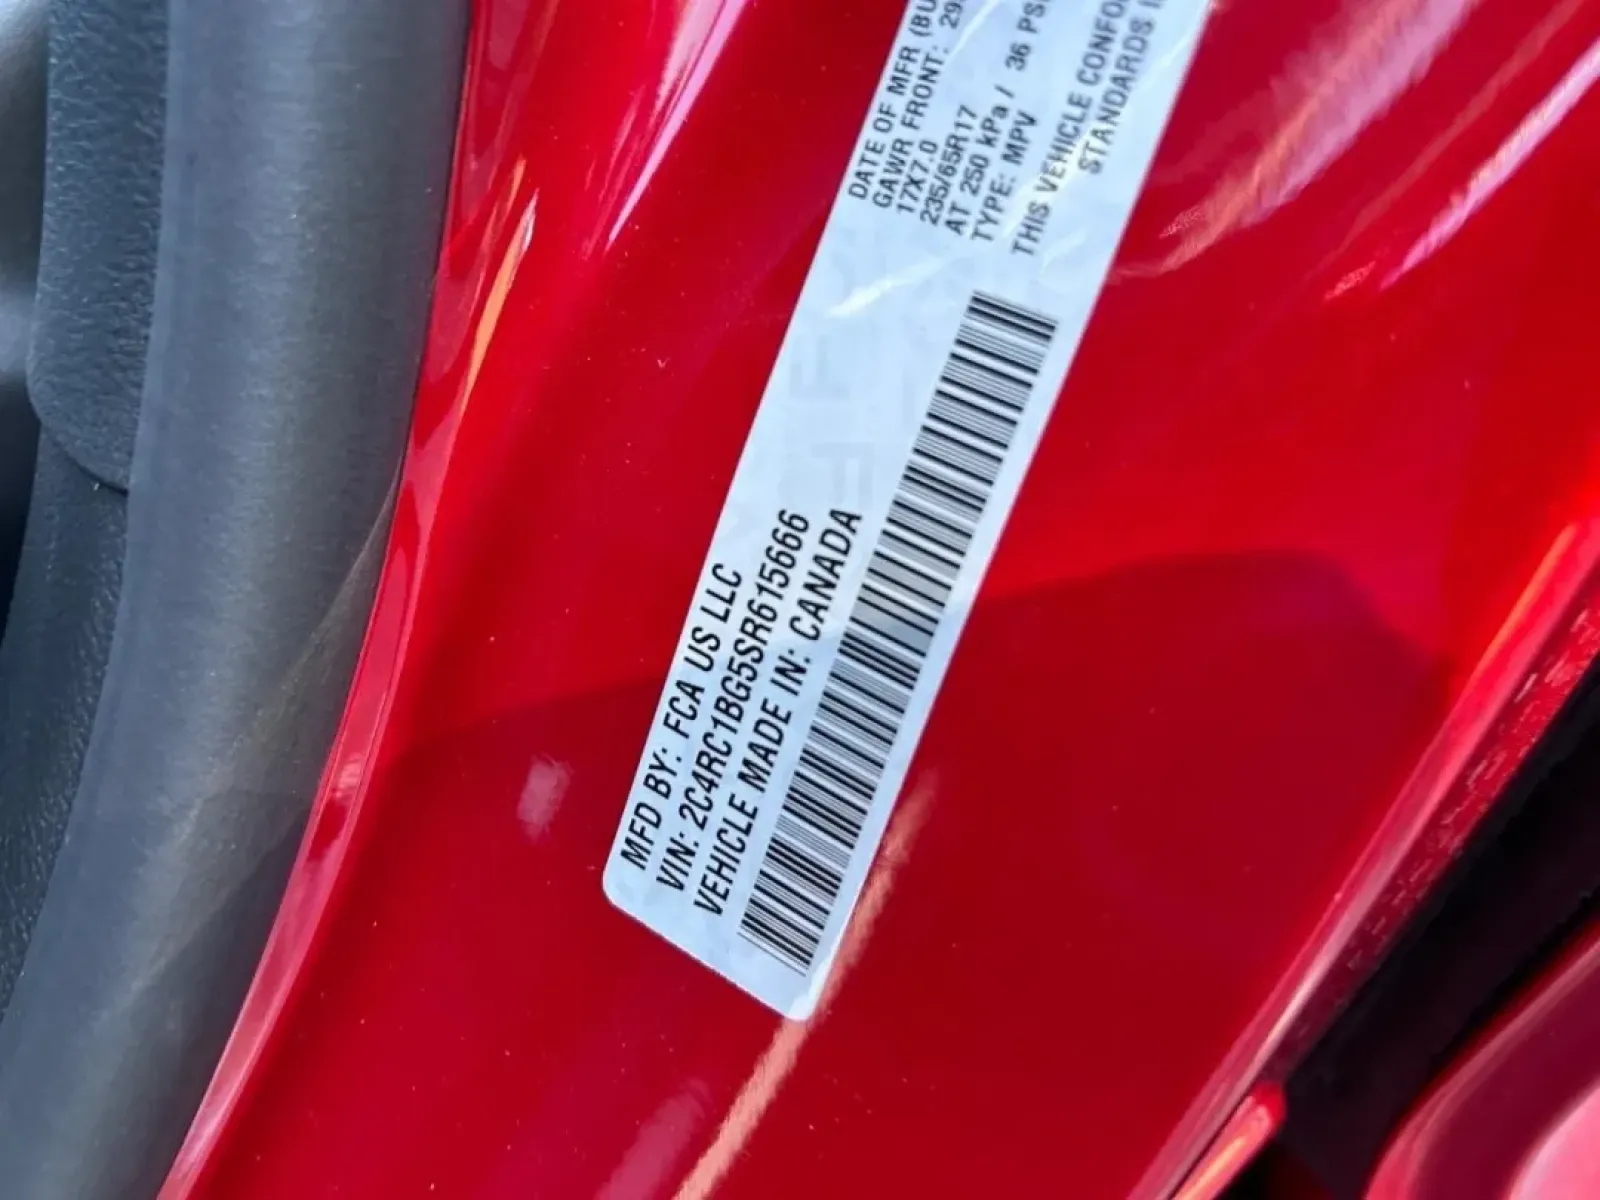 MFD BY: FCA US LLC
VIN: 2C4RC1BG5SR615666
VEHICLE MADE IN: CANADA
DATE OF MFR
GAWR FRONT:
17X7.0
235/65R17
AT 250 kPa / 36 PSI
TYPE: MPV
THIS VEHICLE
STANDARDS